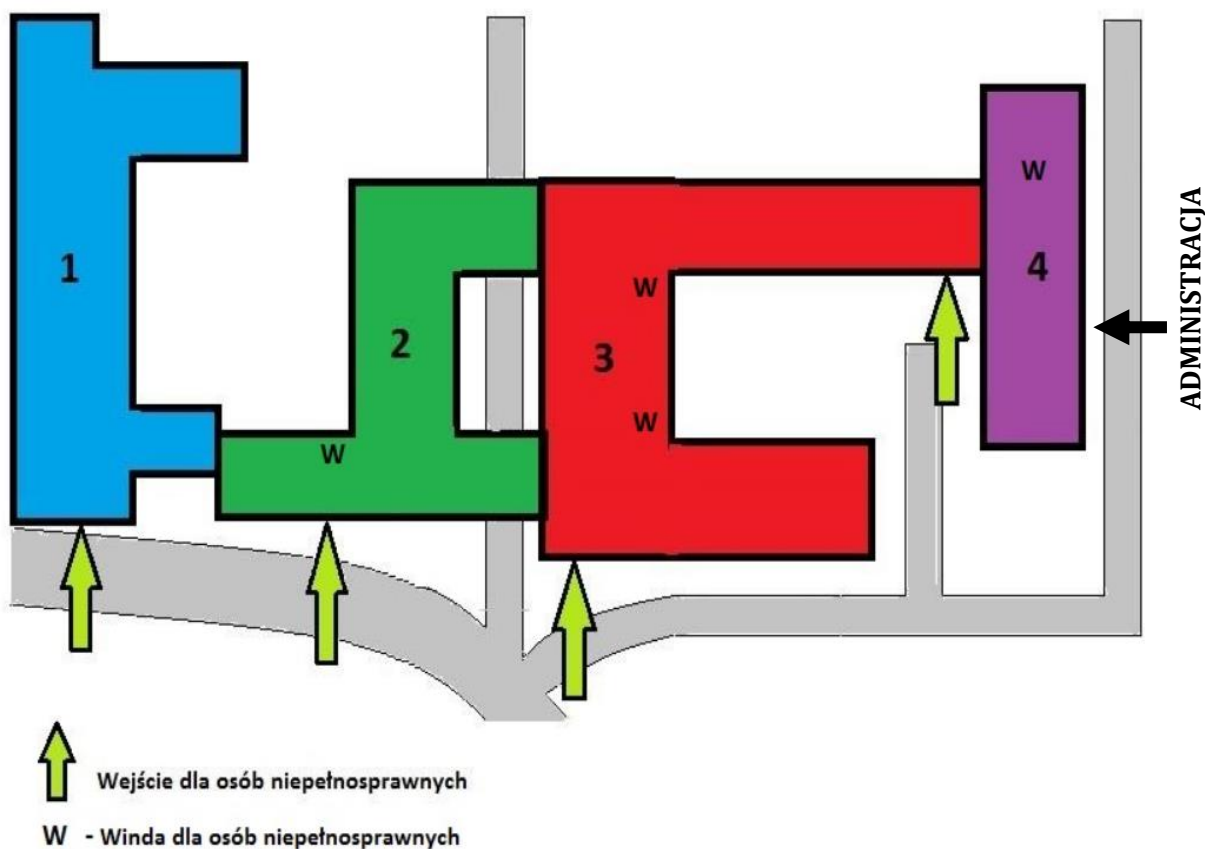 1
2
3
4
W
W
W
W
ADMINISTRACJA
Wejście dla osób niepełnosprawnych
W - Winda dla osób niepełnosprawnych